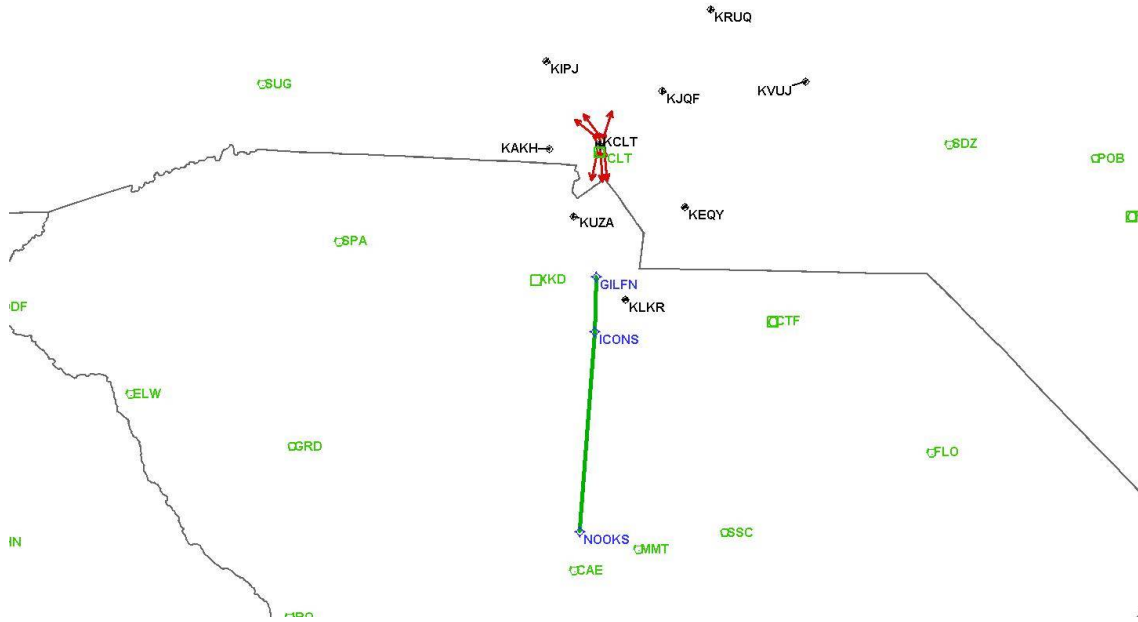 KRUQ
KIPJ
SUG
KVUJ
KJQF
KCLT
KAKH
CLT
SDZ
POB
KEQY
KUZA
SPA
XKD
GILFN
KLKR
DF
CTF
ICONS
ELW
GRD
FLO
SSC
NOOKS
IN
MMT
CAE